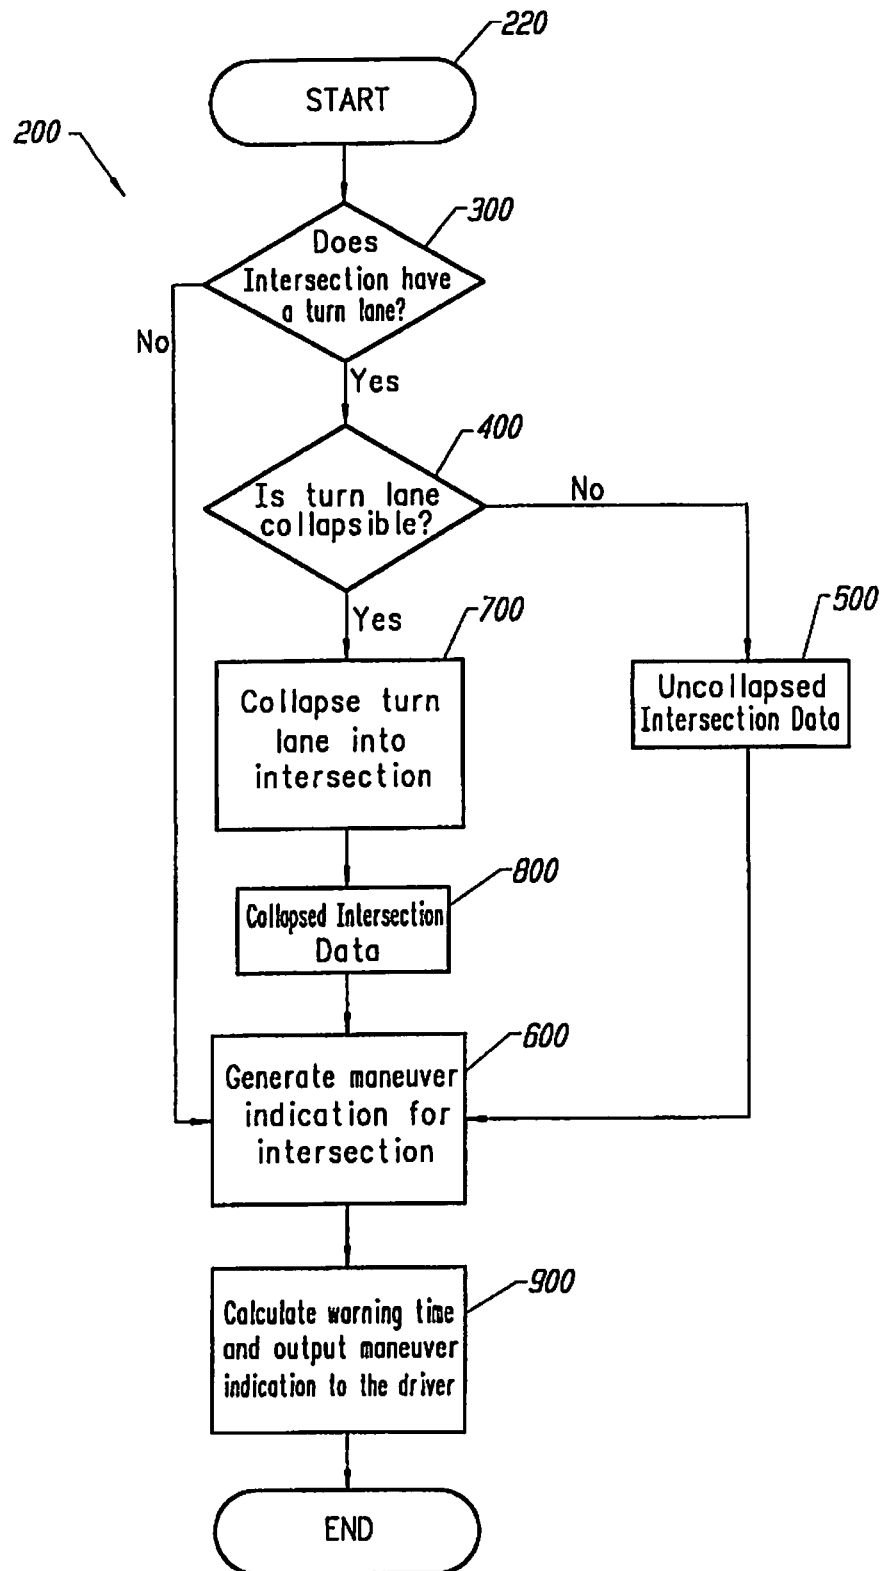 220
START
200
300
Does
Intersection have
a turn lane?
No
Yes
400
Is turn lane
collapsible?
No
Yes
700
500
Collapse turn
lane into
intersection
Uncollapsed
Intersection Data
800
Collapsed Intersection
Data
600
Generate maneuver
indication for
intersection
900
Calculate warning time
and output maneuver
indication to the driver
END